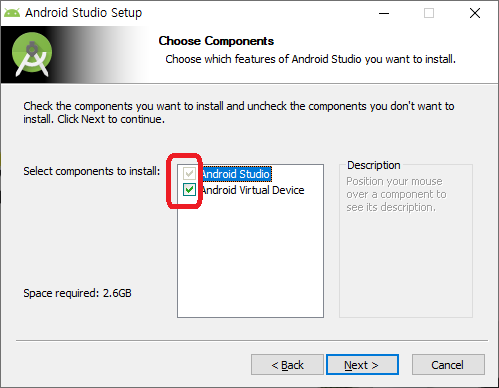 Android Studio Setup
Choose Components
Choose which features of Android Studio you want to install.
Check the components you want to install and uncheck the components you don't want to
install. Click Next to continue.
Select components to install:
Android Studio
Android Virtual Device
Description
Position your mouse
over a component to
see its description.
Space required: 2.6GB
< Back
Next >
Cancel